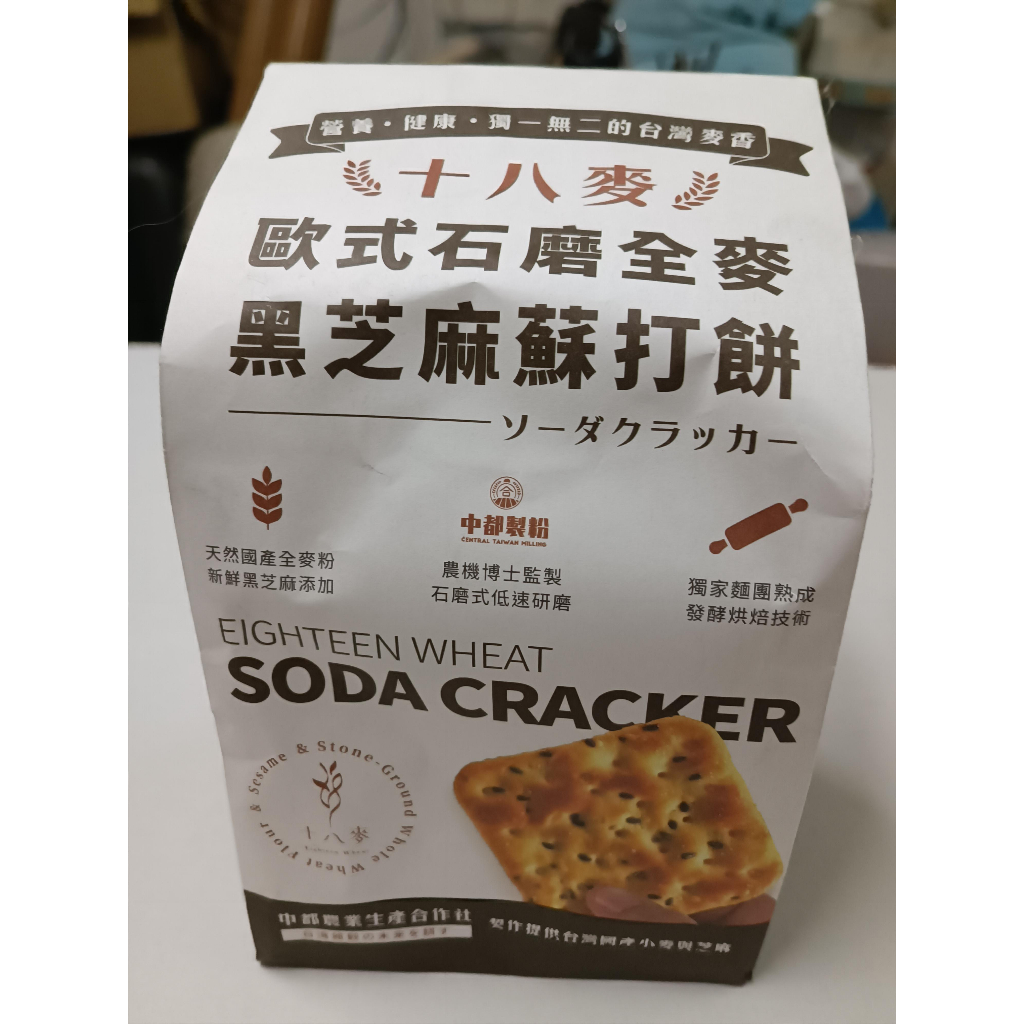 營養・健康・獨一無二的台灣麥香
十八麥
歐式石磨全麥
黑芝麻蘇打餅
ソーダクラッカー
天然國產全麥粉
新鮮黑芝麻添加
中都製粉
CENTRAL TAIWAN MILLING
農機博士監製
石磨式低速研磨
獨家麵團熟成
發酵烘焙技術
EIGHTEEN WHEAT
SODA CRACKER
Sesame & Stone-Ground Whole Wheat Flour &
十八麥
中都農業生產合作社
契作提供台灣國產小麥與芝麻